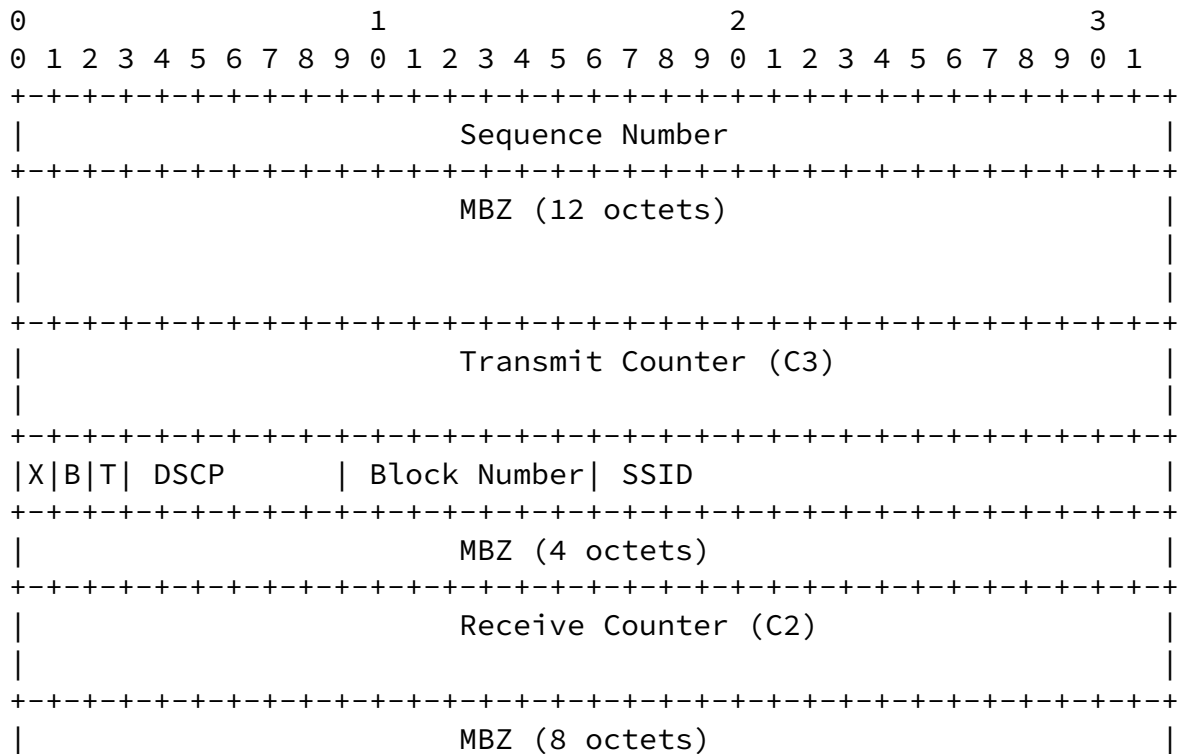 0                   1                   2                   3
0 1 2 3 4 5 6 7 8 9 0 1 2 3 4 5 6 7 8 9 0 1 2 3 4 5 6 7 8 9 0 1
+-+-+-+-+-+-+-+-+-+-+-+-+-+-+-+-+-+-+-+-+-+-+-+-+-+-+-+-+-+-+-+-+
|                        Sequence Number                        |
+-+-+-+-+-+-+-+-+-+-+-+-+-+-+-+-+-+-+-+-+-+-+-+-+-+-+-+-+-+-+-+-+
|                        MBZ (12 octets)                        |
|                                                               |
|                                                               |
+-+-+-+-+-+-+-+-+-+-+-+-+-+-+-+-+-+-+-+-+-+-+-+-+-+-+-+-+-+-+-+-+
|                        Transmit Counter (C3)                  |
|                                                               |
+-+-+-+-+-+-+-+-+-+-+-+-+-+-+-+-+-+-+-+-+-+-+-+-+-+-+-+-+-+-+-+-+
|X|B|T| DSCP      | Block Number| SSID                          |
+-+-+-+-+-+-+-+-+-+-+-+-+-+-+-+-+-+-+-+-+-+-+-+-+-+-+-+-+-+-+-+-+
|                        MBZ (4 octets)                         |
+-+-+-+-+-+-+-+-+-+-+-+-+-+-+-+-+-+-+-+-+-+-+-+-+-+-+-+-+-+-+-+-+
|                        Receive Counter (C2)                   |
|                                                               |
+-+-+-+-+-+-+-+-+-+-+-+-+-+-+-+-+-+-+-+-+-+-+-+-+-+-+-+-+-+-+-+-+
|                        MBZ (8 octets)                         |